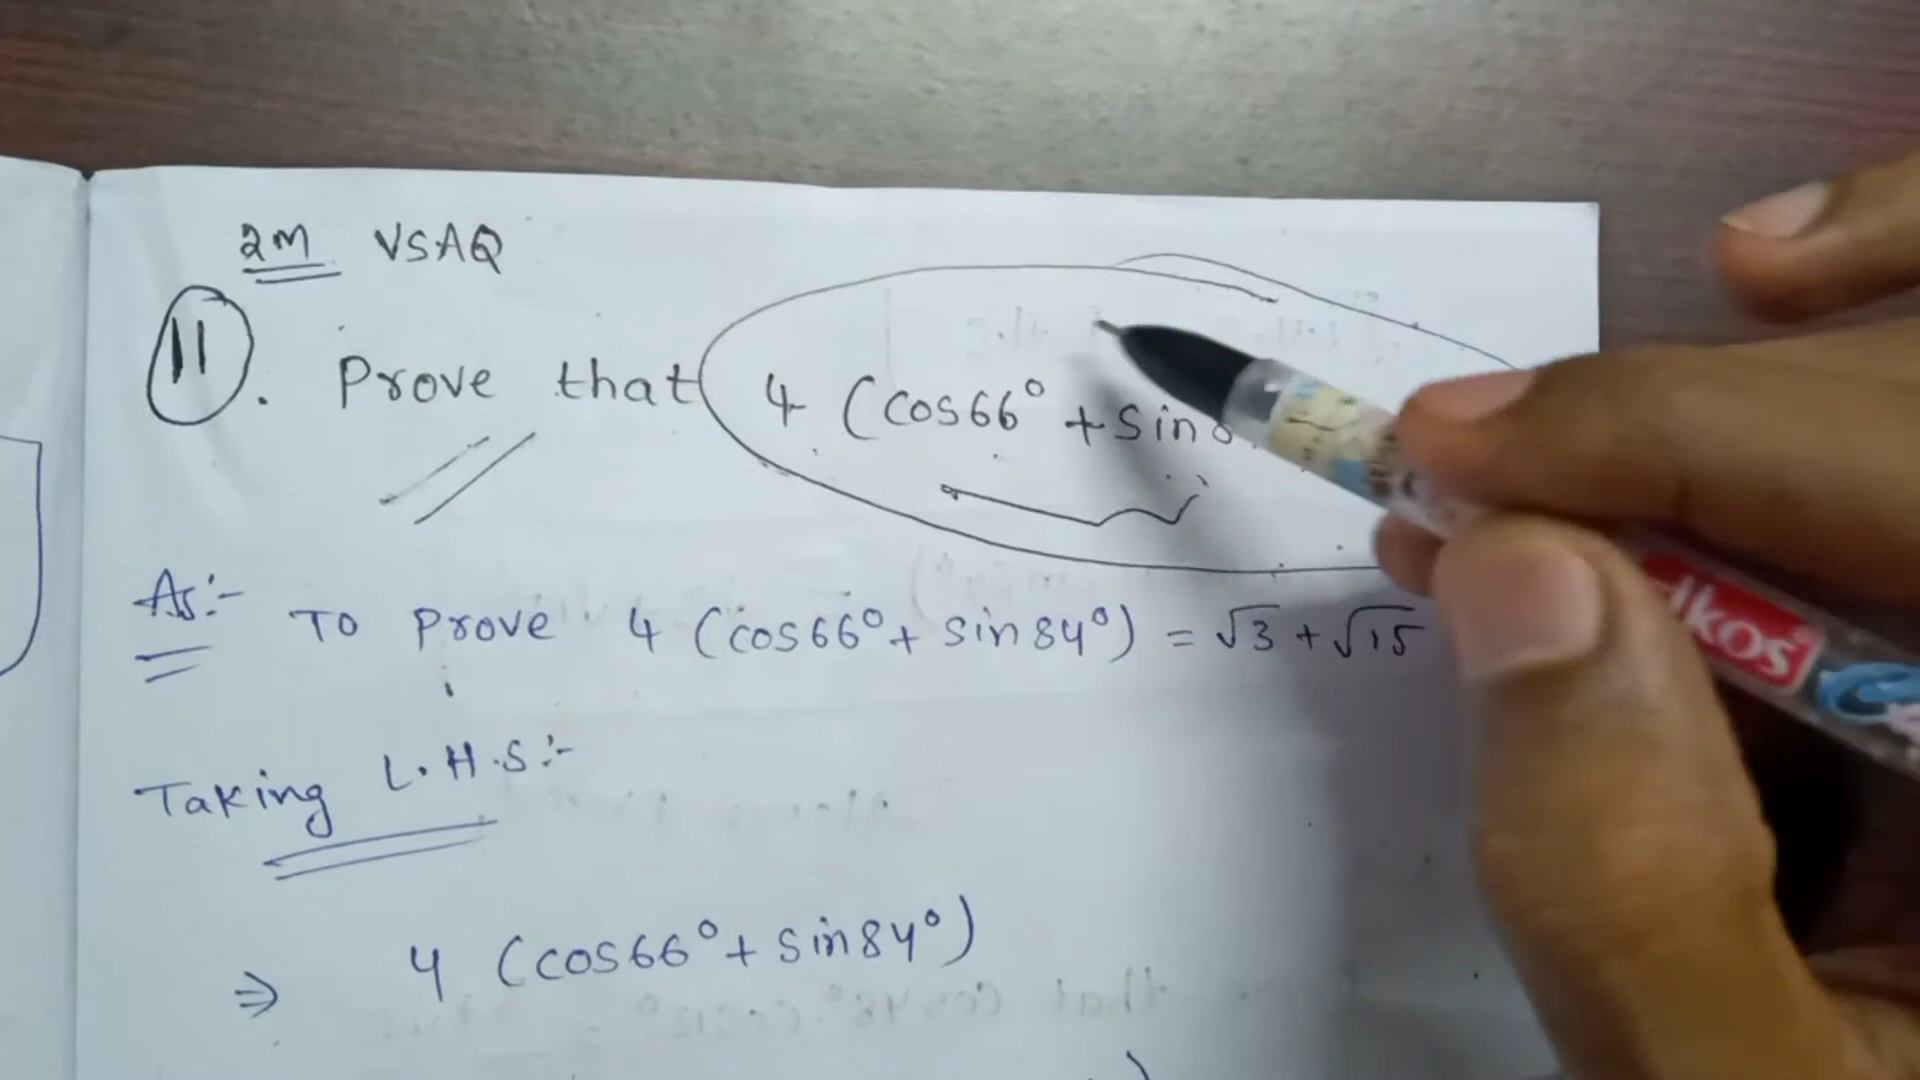 2M VSAQ
11. Prove that 4 (cos66° + sin
As:-
To prove 4 (cos66° + sin84°) = √3 + √15
Taking L.H.S:-
⇒ 4 (cos66° + sin84°)